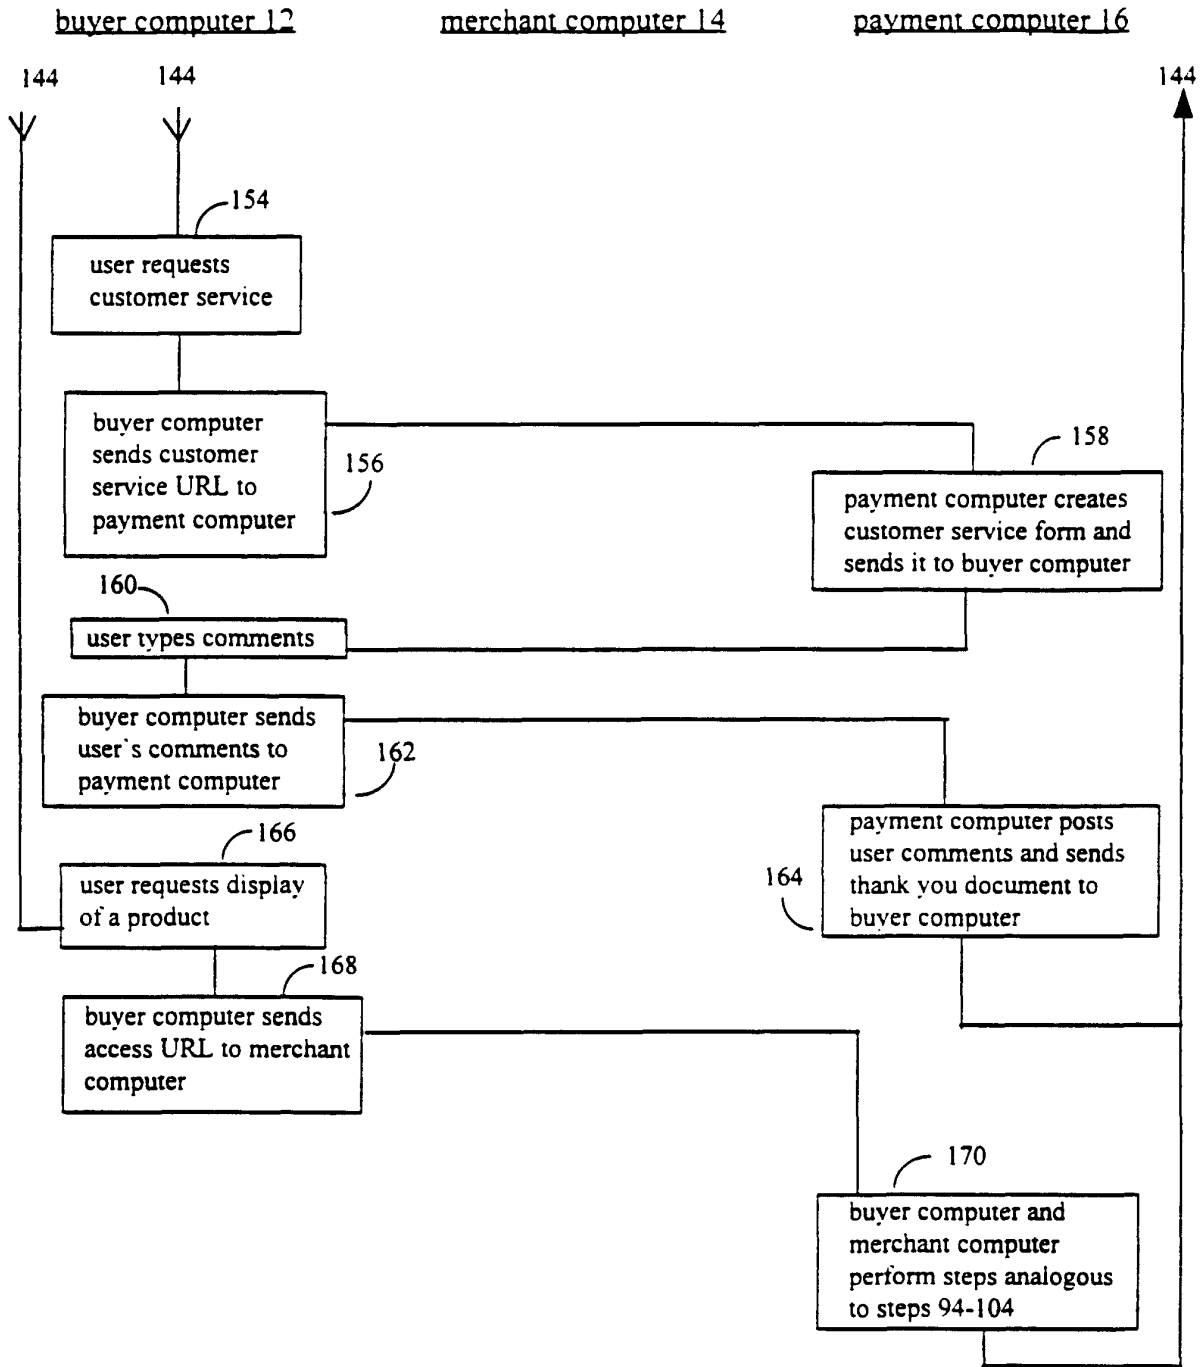 buyer computer 12
merchant computer 14
payment computer 16
144
144
144
154
user requests
customer service
buyer computer
sends customer
service URL to
payment computer
156
158
payment computer creates
customer service form and
sends it to buyer computer
160
user types comments
buyer computer sends
user's comments to
payment computer
162
payment computer posts
user comments and sends
thank you document to
buyer computer
164
166
user requests display
of a product
168
buyer computer sends
access URL to merchant
computer
170
buyer computer and
merchant computer
perform steps analogous
to steps 94-104